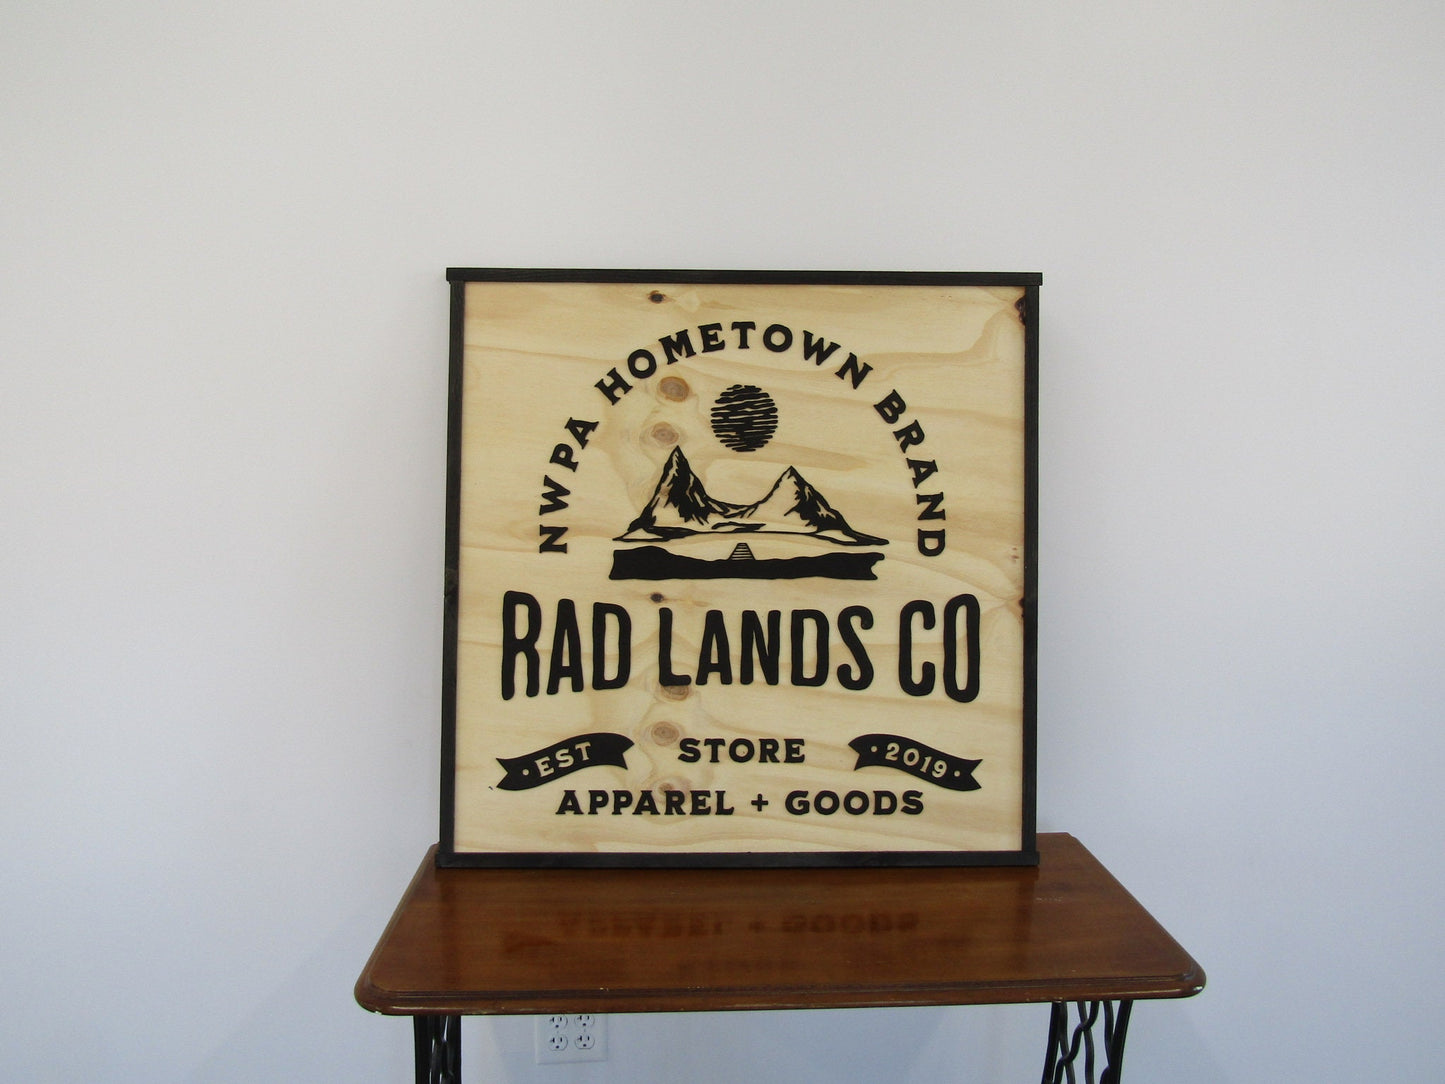 NWPA HOMETOWN BRAND
RAD LANDS CO
• EST STORE • 2019 •
APPAREL + GOODS